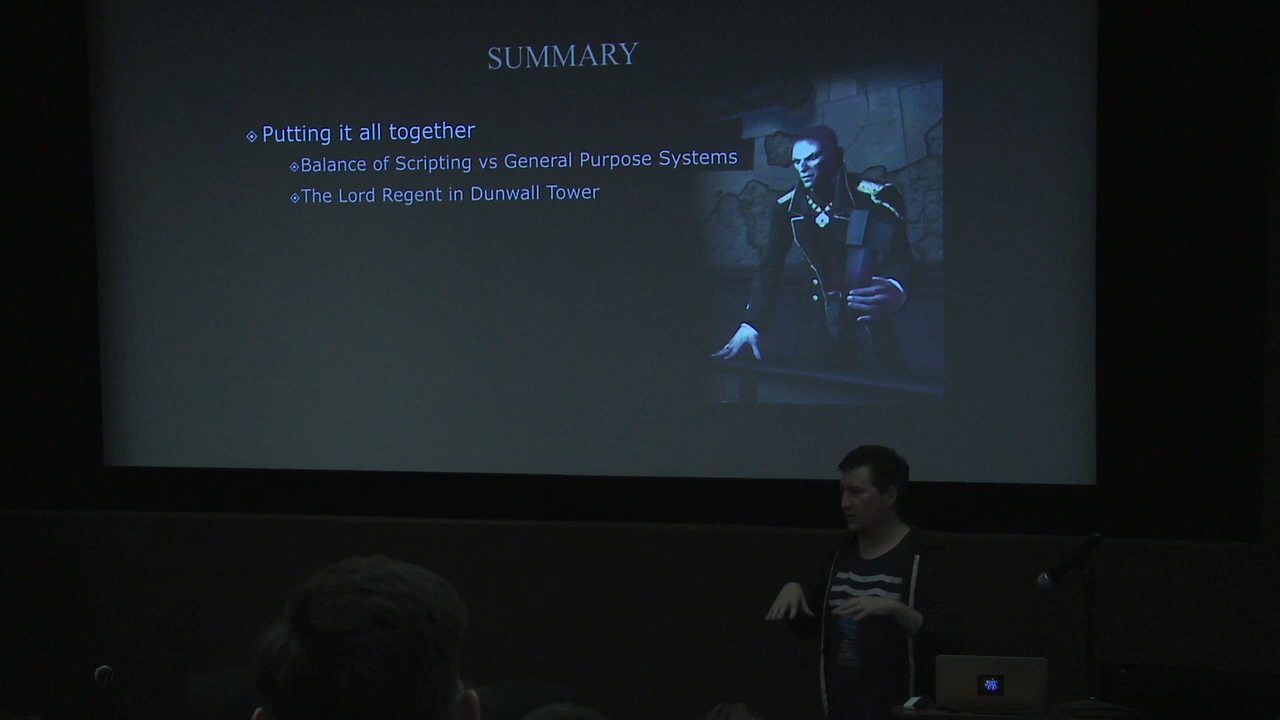 SUMMARY
Putting it all together
Balance of Scripting vs General Purpose Systems
The Lord Regent in Dunwall Tower